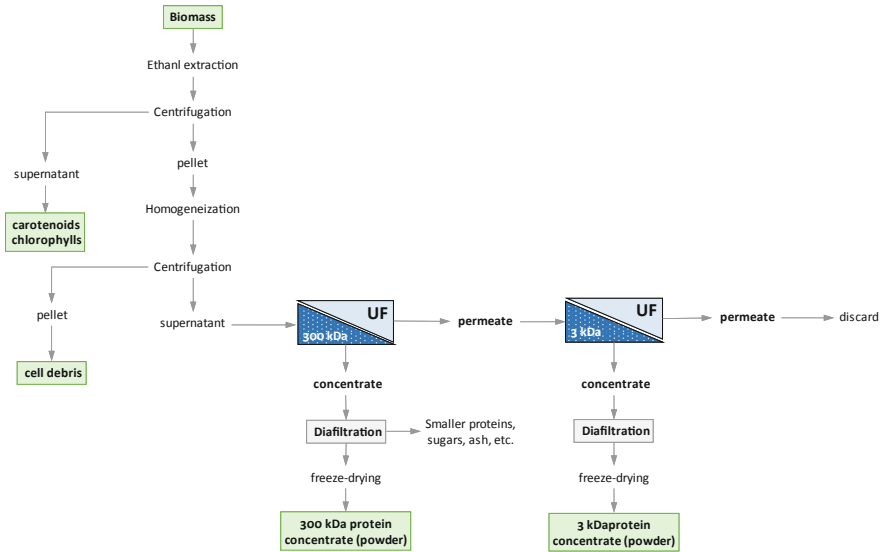 Biomass
Ethanl extraction
Centrifugation
pellet
supernatant
Homogeneization
carotenoids
chlorophylls
Centrifugation
pellet
supernatant
cell debris
UF
300 kDa
permeate
UF
3 kDa
permeate
discard
concentrate
concentrate
Diafiltration
Smaller proteins,
sugars, ash, etc.
Diafiltration
freeze-drying
freeze-drying
300 kDa protein
concentrate (powder)
3 kDaprotein
concentrate (powder)